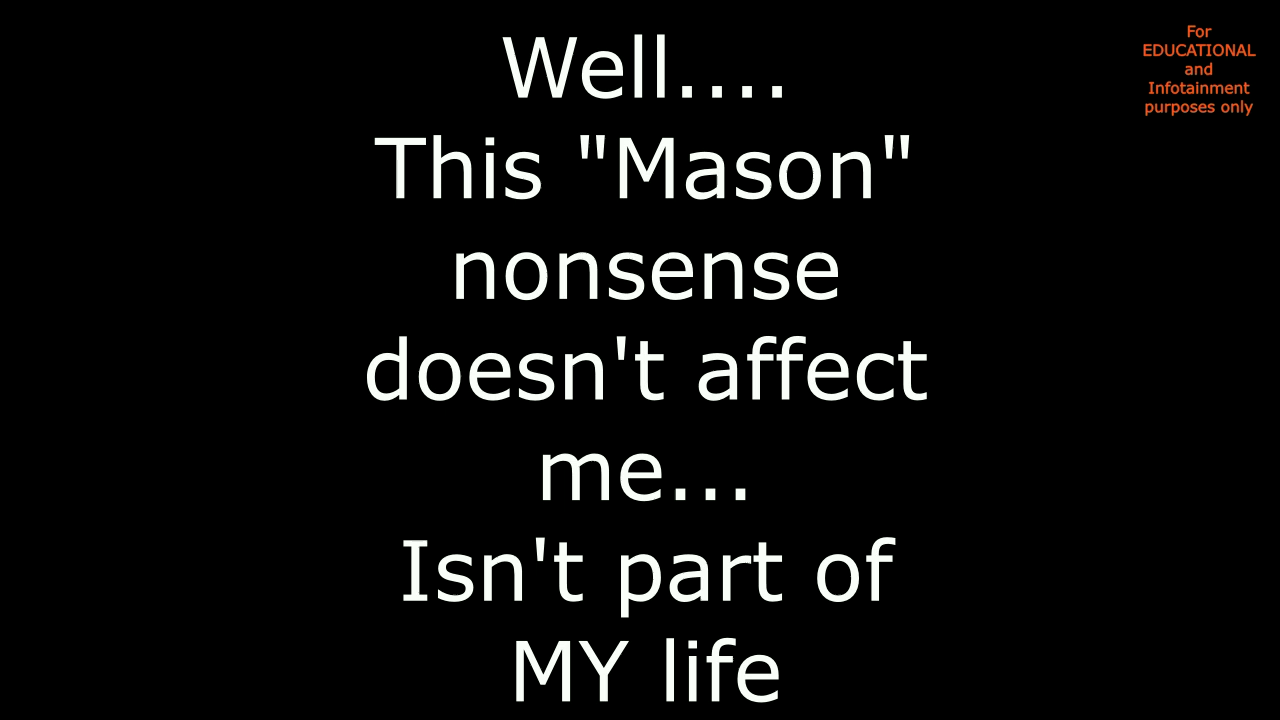 Well....
This "Mason"
nonsense
doesn't affect
me...
Isn't part of
MY life
For
EDUCATIONAL
and
Infotainment
purposes only